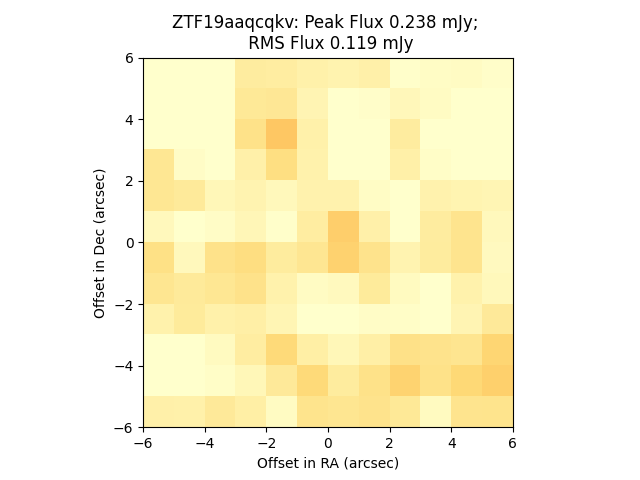 ZTF19aaqcqkv: Peak Flux 0.238 mJy;
RMS Flux 0.119 mJy
6
4
2
0
−2
−4
−6
Offset in Dec (arcsec)
−6 −4 −2 0 2 4 6
Offset in RA (arcsec)